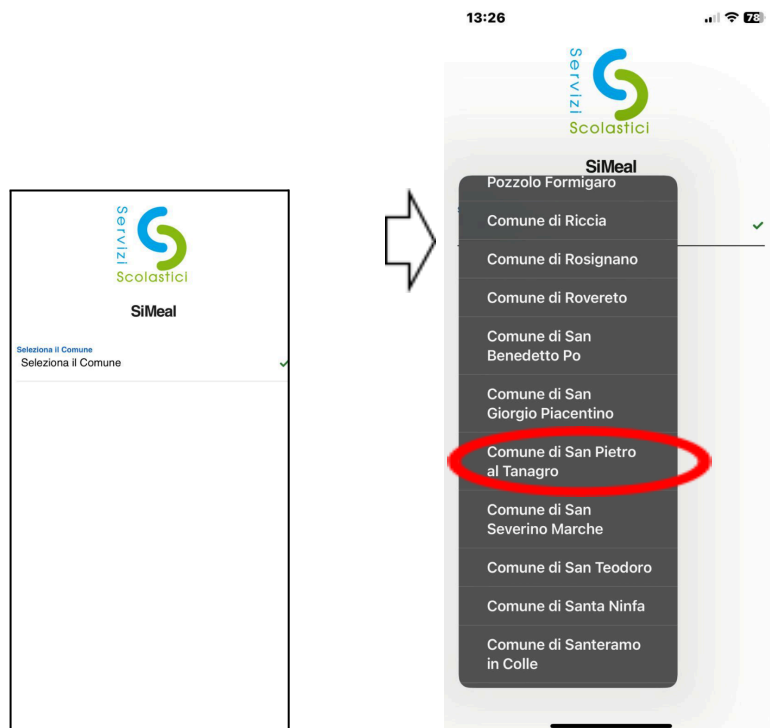 Servizi
Scolastici
SiMeal
Seleziona il Comune
Seleziona il Comune
13:26
78
Servizi
Scolastici
SiMeal
Pozzolo Formigaro
Comune di Riccia
Comune di Rosignano
Comune di Rovereto
Comune di San
Benedetto Po
Comune di San
Giorgio Piacentino
Comune di San Pietro
al Tanagro
Comune di San
Severino Marche
Comune di San Teodoro
Comune di Santa Ninfa
Comune di Santeramo
in Colle